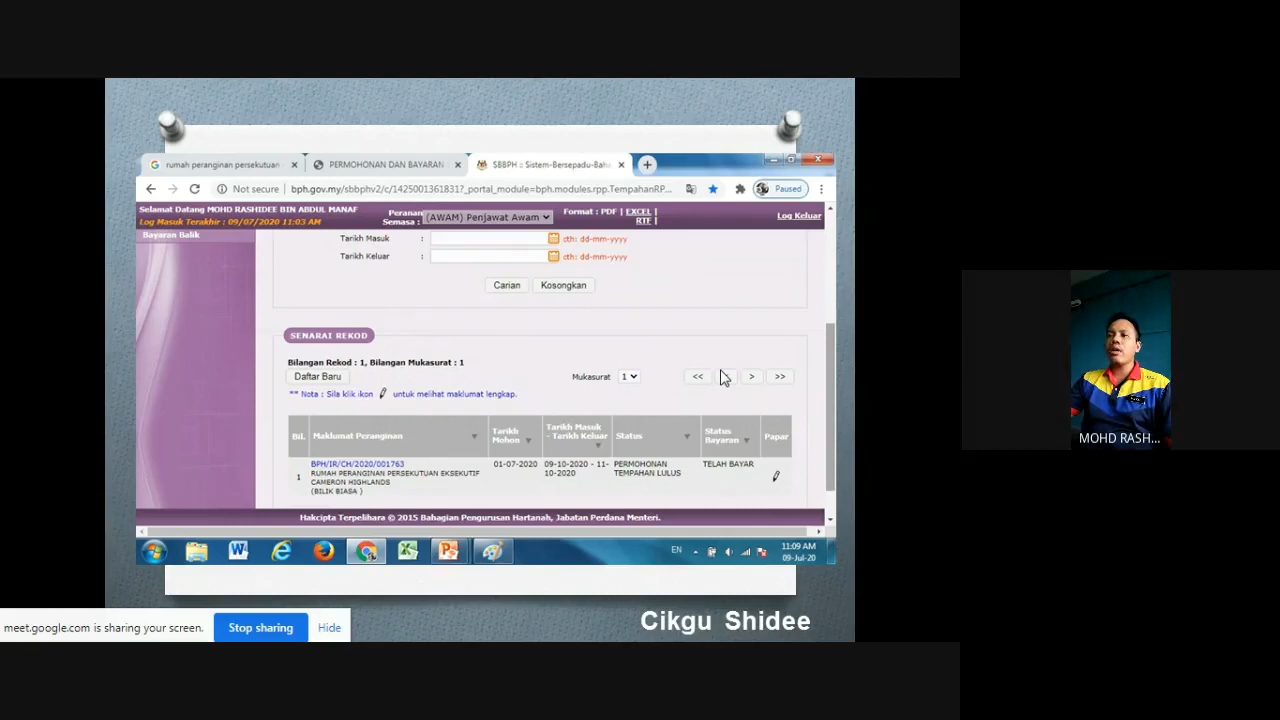 rumah peranginan persekutuan
PERMOHONAN DAN BAYARAN
SBBPH :: Sistem-Bersepadu-Baha
Not secure
bph.gov.my/sbbphv2/c/1425001361831?_portal_module=bph.modules.rpp.TempahanRP...
Paused
Selamat Datang MOHD RASHIDEE BIN ABDUL MANAF
Log Masuk Terakhir : 09/07/2020 11:03 AM
Peranan Semasa : (AWAM) Penjawat Awam
Format : PDF | EXCEL |
RTF |
Log Keluar
Bayaran Balik
Tarikh Masuk : cth: dd-mm-yyyy
Tarikh Keluar : cth: dd-mm-yyyy
Carian Kosongkan
SENARAI REKOD
Bilangan Rekod : 1, Bilangan Mukasurat : 1
Daftar Baru
Mukasurat 1 << > >>
** Nota : Sila klik ikon untuk melihat maklumat lengkap.
Bil. Maklumat Peranginan Tarikh Mohon Tarikh Masuk - Tarikh Keluar Status Status Bayaran Papar
1
BPH/IR/CH/2020/001763
RUMAH PERANGINAN PERSEKUTUAN EKSEKUTIF
CAMERON HIGHLANDS
(BILIK BIASA )
01-07-2020
09-10-2020 - 11-
10-2020
PERMOHONAN
TEMPAHAN LULUS
TELAH BAYAR
Hakcipta Terpelihara © 2015 Bahagian Pengurusan Hartanah, Jabatan Perdana Menteri.
EN
11:09 AM
09-Jul-20
Cikgu Shidee
meet.google.com is sharing your screen.
Stop sharing
Hide
MOHD RASH...